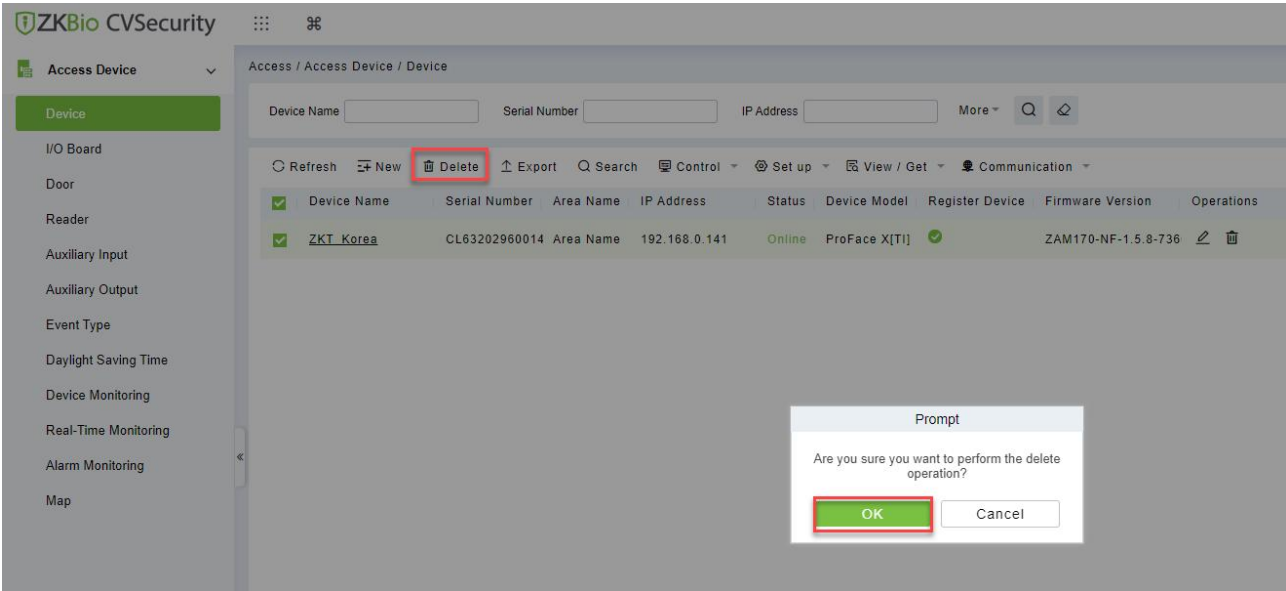 ZKBio CVSecurity
Access Device
Access / Access Device / Device
Device
Device Name Serial Number IP Address More
I/O Board
Refresh New Delete Export Search Control Set up View / Get Communication
Door
Device Name Serial Number Area Name IP Address Status Device Model Register Device Firmware Version Operations
Reader
ZKT_Korea CL63202960014 Area Name 192.168.0.141 Online ProFace X[TI] ZAM170-NF-1.5.8-736
Auxiliary Input
Auxiliary Output
Event Type
Daylight Saving Time
Device Monitoring
Real-Time Monitoring
Alarm Monitoring
Map
Prompt
Are you sure you want to perform the delete
operation?
OK Cancel